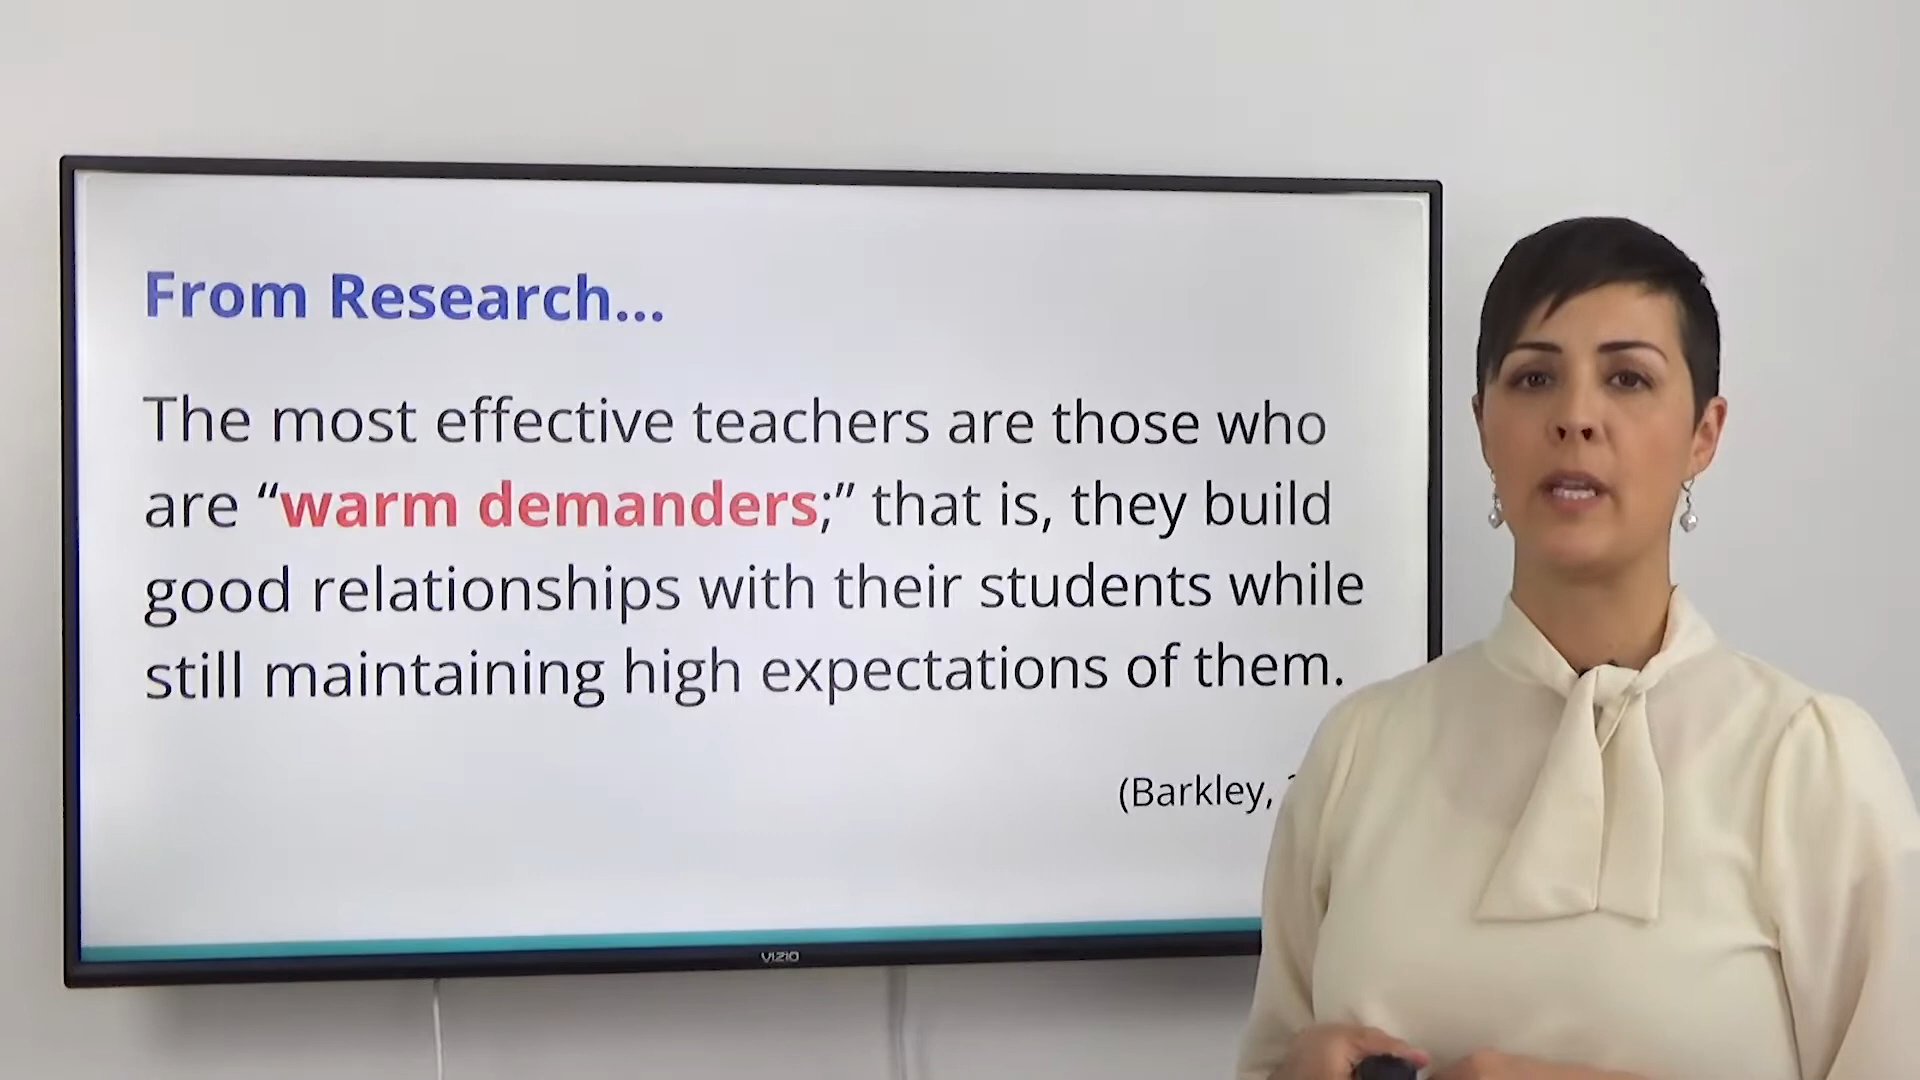 From Research...
The most effective teachers are those who
are “warm demanders;” that is, they build
good relationships with their students while
still maintaining high expectations of them.
(Barkley,
VIZIO